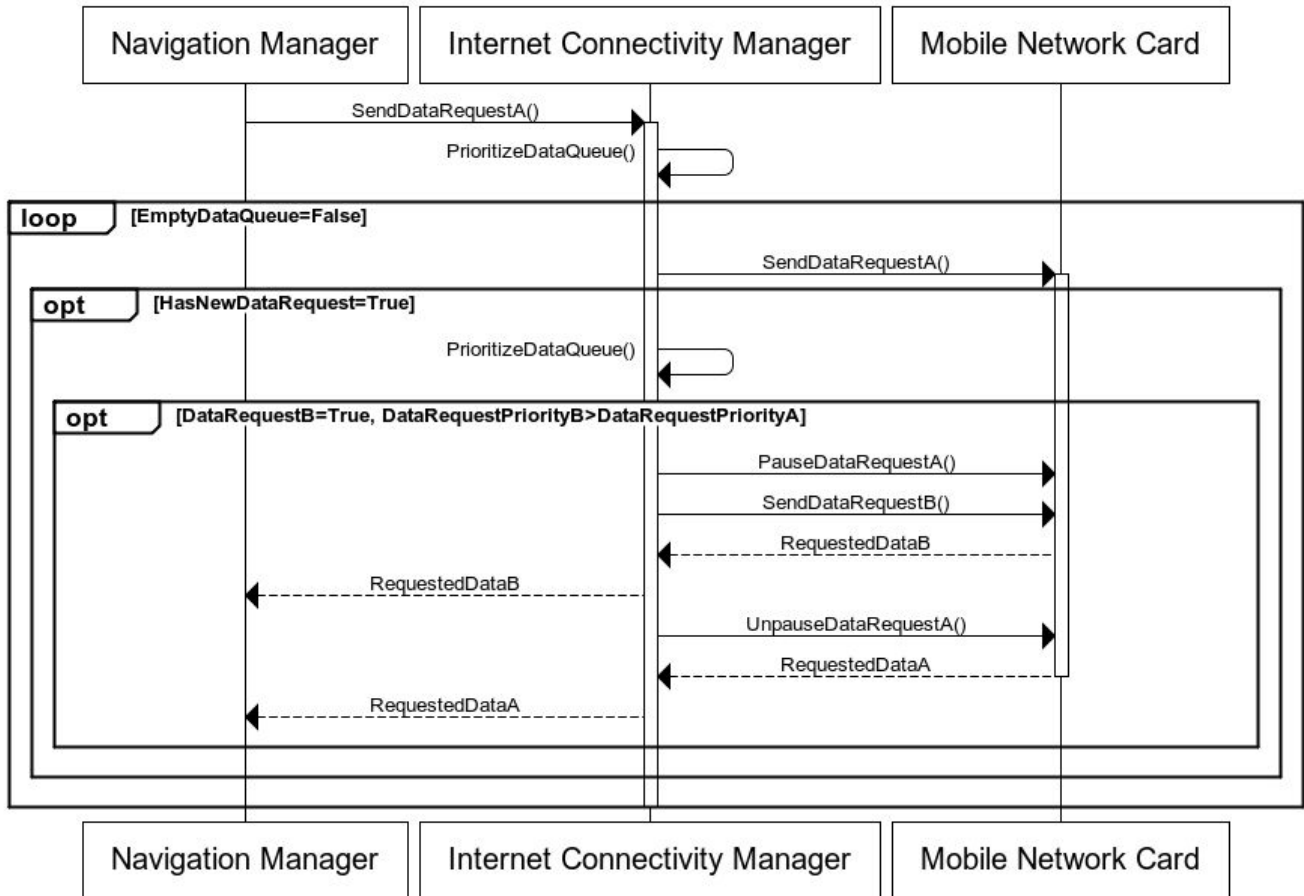 Navigation Manager
Internet Connectivity Manager
Mobile Network Card
SendDataRequestA()
PrioritizeDataQueue()
loop
[EmptyDataQueue=False]
SendDataRequestA()
opt
[HasNewDataRequest=True]
PrioritizeDataQueue()
opt
[DataRequestB=True, DataRequestPriorityB>DataRequestPriorityA]
PauseDataRequestA()
SendDataRequestB()
RequestedDataB
RequestedDataB
UnpauseDataRequestA()
RequestedDataA
RequestedDataA
Navigation Manager
Internet Connectivity Manager
Mobile Network Card